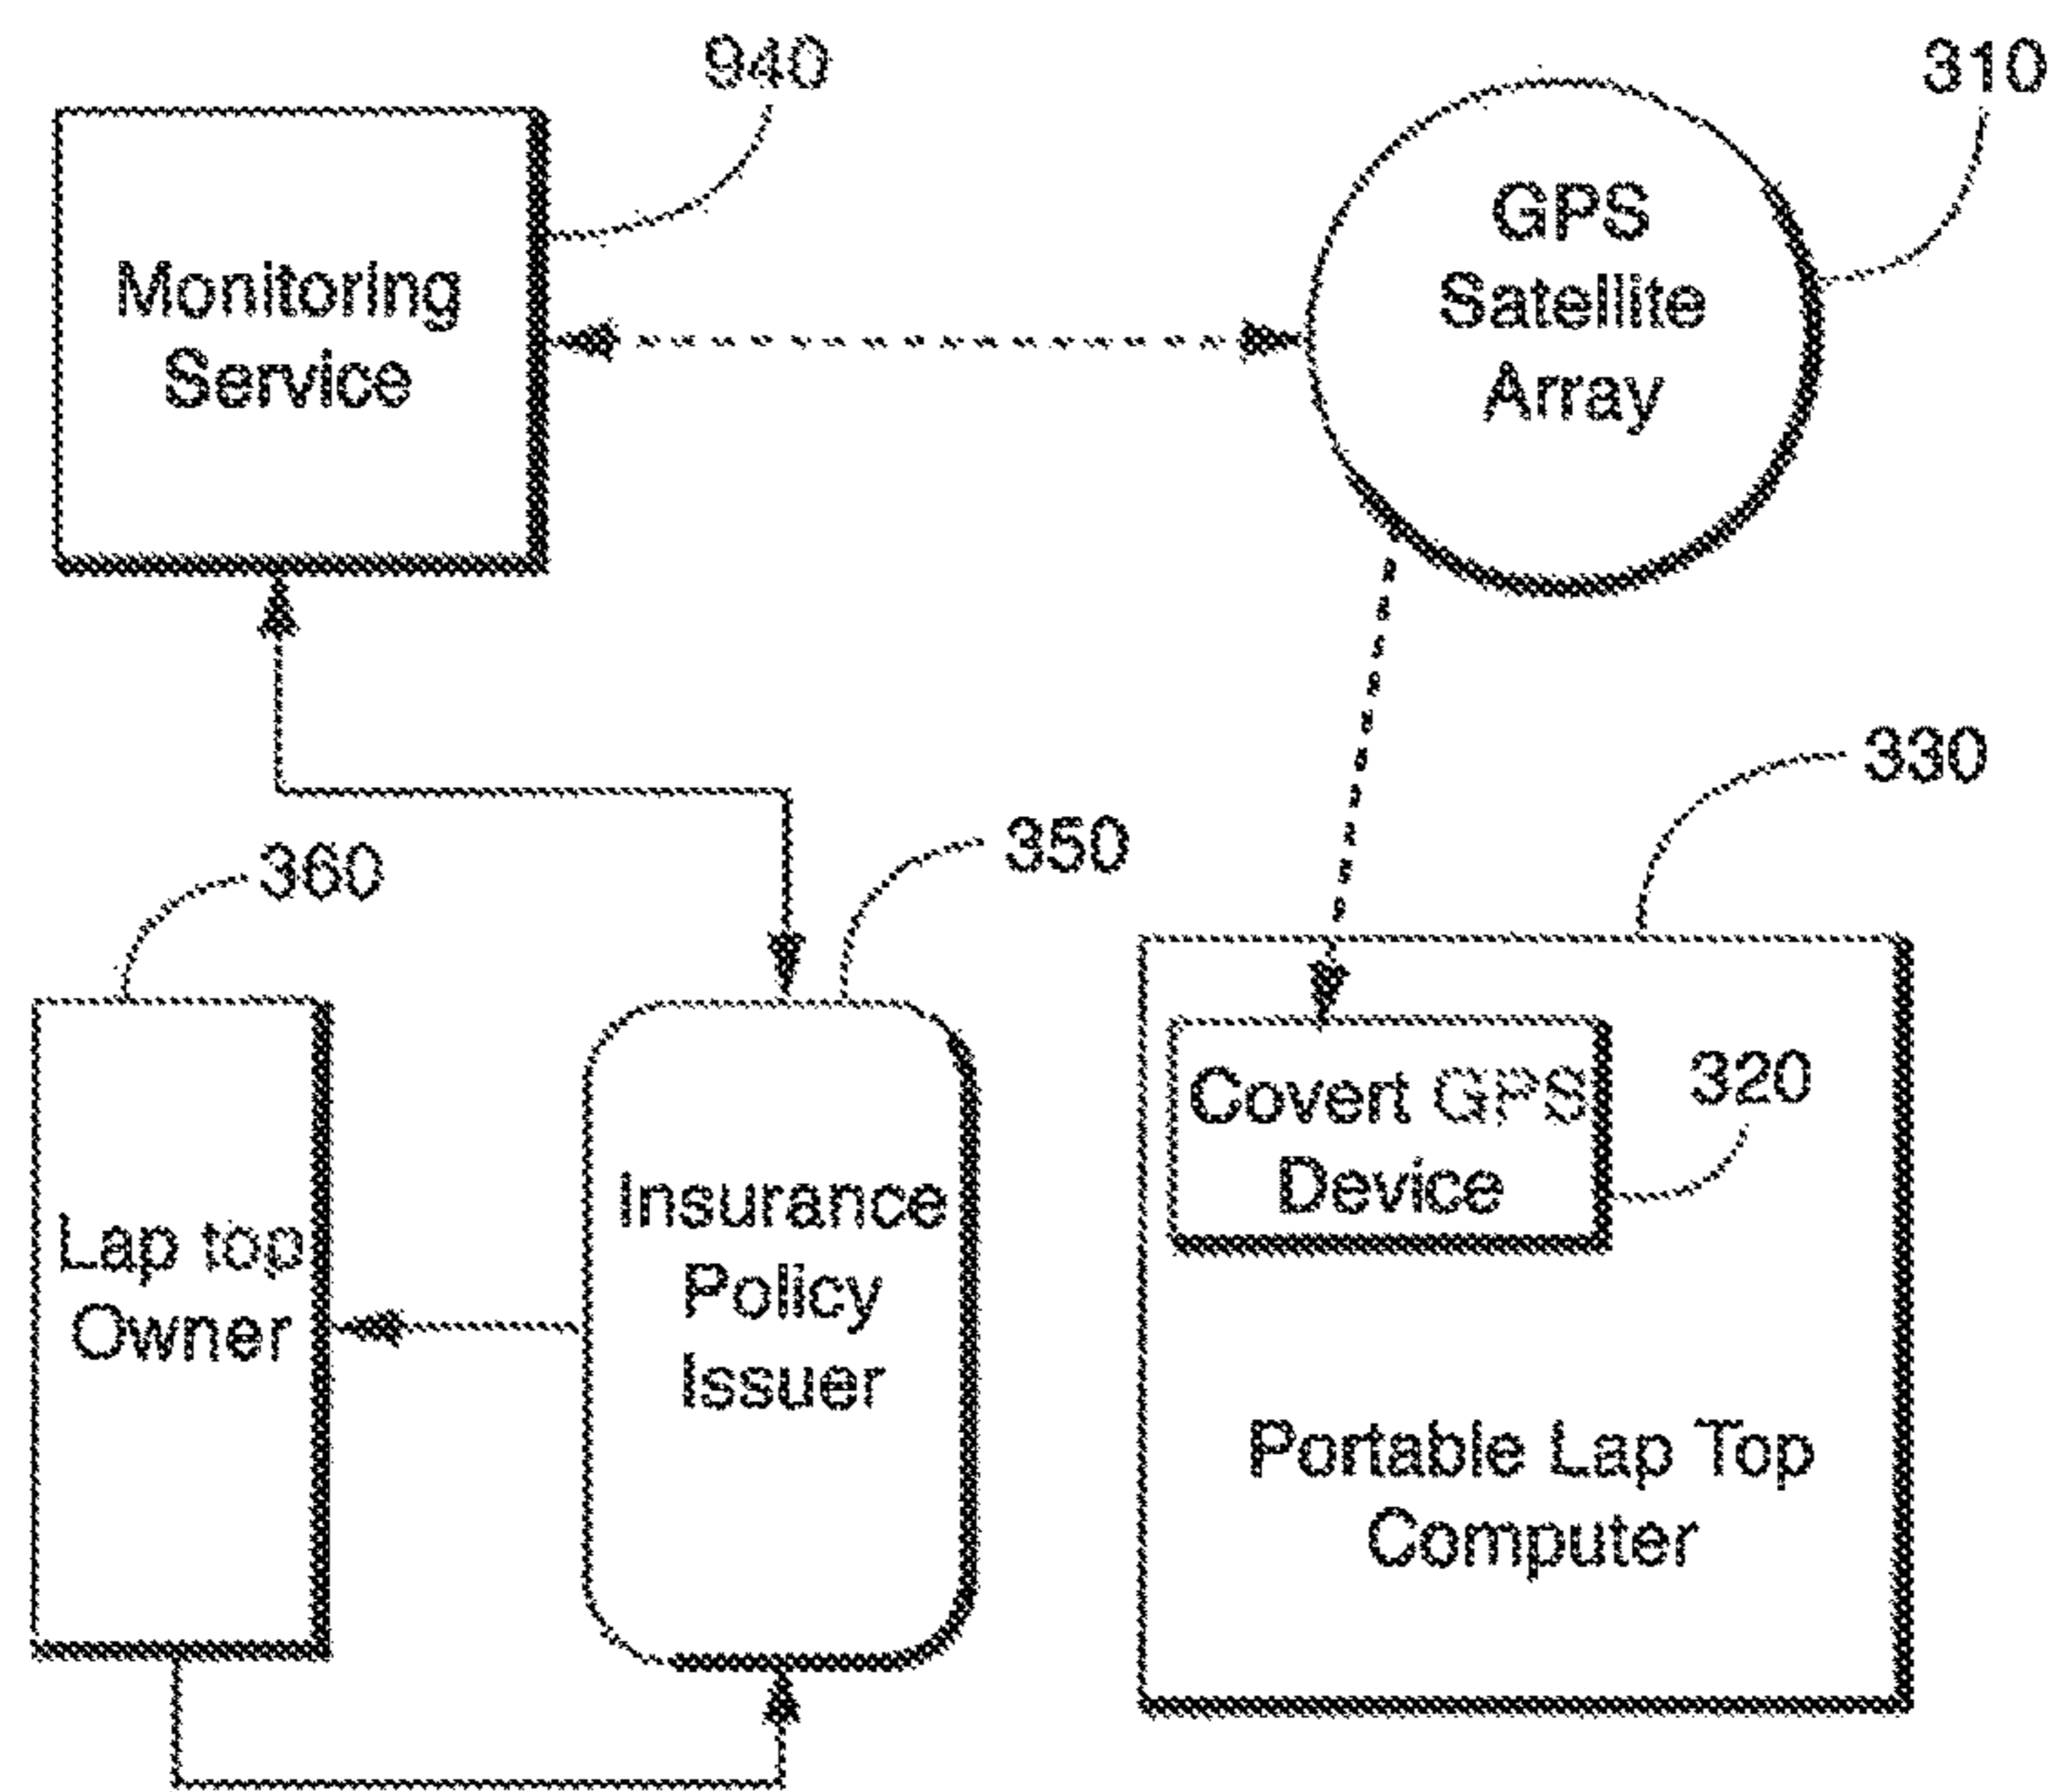 940
310
Monitoring
Service
GPS
Satellite
Array
330
350
360
Covert GPS
Device
320
Insurance
Policy
Issuer
Lap top
Owner
Portable Lap Top
Computer